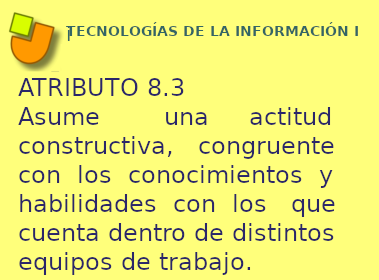 TECNOLOGÍAS DE LA INFORMACIÓN I
I
ATRIBUTO 8.3
Asume una actitud
constructiva, congruente
con los conocimientos y
habilidades con los que
cuenta dentro de distintos
equipos de trabajo.